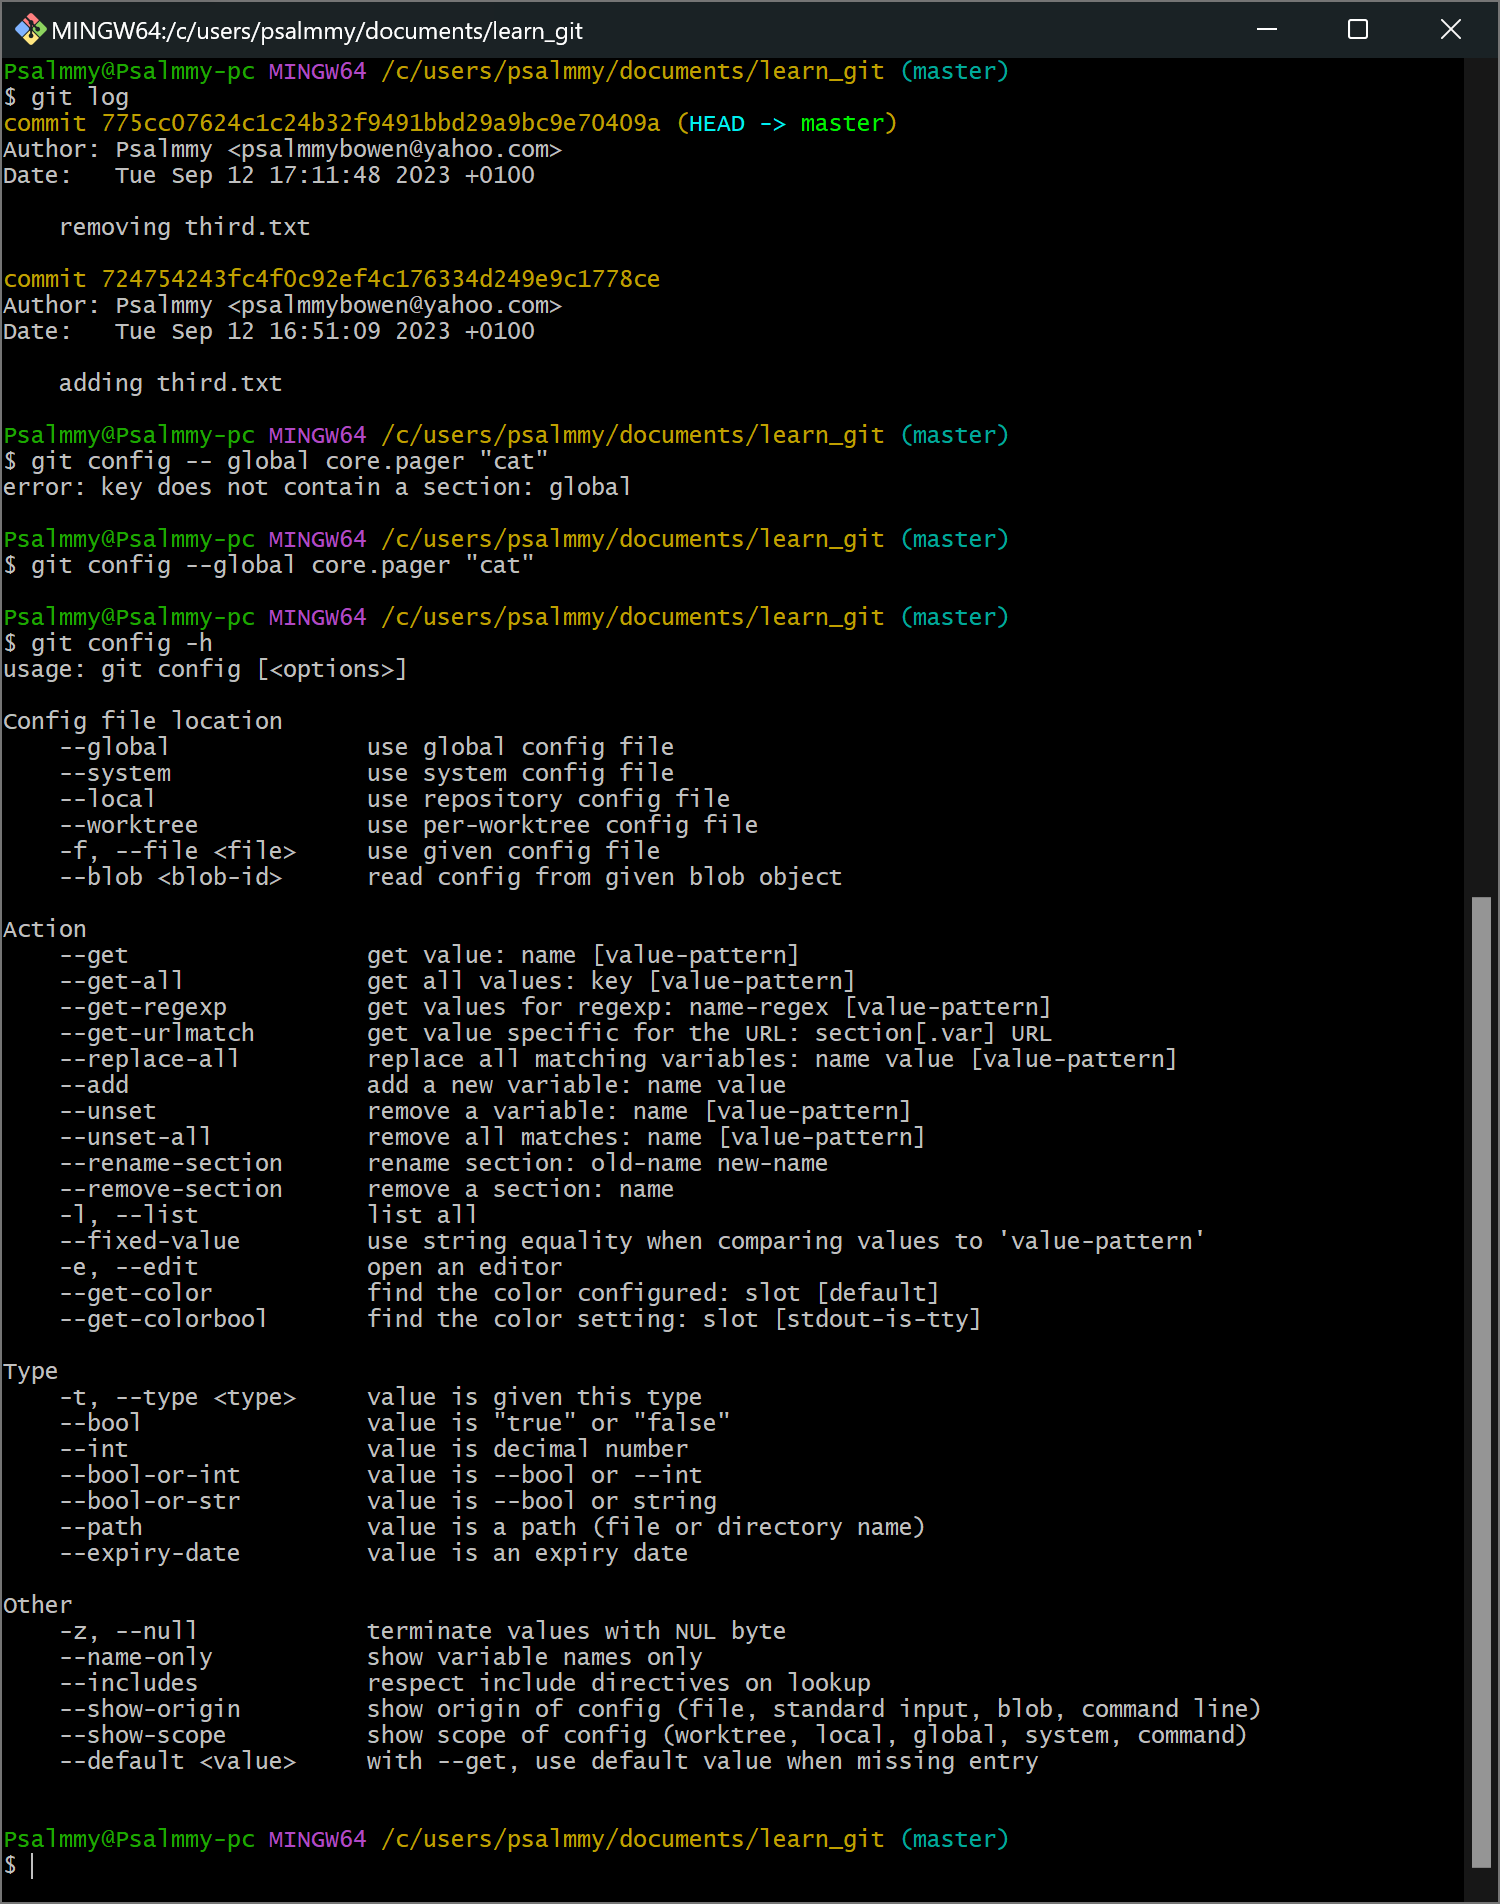 MINGW64:/c/users/psalmmy/documents/learn_git
Psalmmy@Psalmmy-pc MINGW64 /c/users/psalmmy/documents/learn_git (master)
$ git log
commit 775cc07624c1c24b32f9491bbd29a9bc9e70409a (HEAD -> master)
Author: Psalmmy <psalmmybowen@yahoo.com>
Date:   Tue Sep 12 17:11:48 2023 +0100

    removing third.txt

commit 724754243fc4f0c92ef4c176334d249e9c1778ce
Author: Psalmmy <psalmmybowen@yahoo.com>
Date:   Tue Sep 12 16:51:09 2023 +0100

    adding third.txt

Psalmmy@Psalmmy-pc MINGW64 /c/users/psalmmy/documents/learn_git (master)
$ git config -- global core.pager "cat"
error: key does not contain a section: global

Psalmmy@Psalmmy-pc MINGW64 /c/users/psalmmy/documents/learn_git (master)
$ git config --global core.pager "cat"

Psalmmy@Psalmmy-pc MINGW64 /c/users/psalmmy/documents/learn_git (master)
$ git config -h
usage: git config [<options>]

Config file location
    --global              use global config file
    --system              use system config file
    --local               use repository config file
    --worktree            use per-worktree config file
    -f, --file <file>     use given config file
    --blob <blob-id>      read config from given blob object

Action
    --get                 get value: name [value-pattern]
    --get-all             get all values: key [value-pattern]
    --get-regexp          get values for regexp: name-regex [value-pattern]
    --get-urlmatch        get value specific for the URL: section[.var] URL
    --replace-all         replace all matching variables: name value [value-pattern]
    --add                 add a new variable: name value
    --unset               remove a variable: name [value-pattern]
    --unset-all           remove all matches: name [value-pattern]
    --rename-section      rename section: old-name new-name
    --remove-section      remove a section: name
    -l, --list            list all
    --fixed-value         use string equality when comparing values to 'value-pattern'
    -e, --edit            open an editor
    --get-color           find the color configured: slot [default]
    --get-colorbool       find the color setting: slot [stdout-is-tty]

Type
    -t, --type <type>     value is given this type
    --bool                value is "true" or "false"
    --int                 value is decimal number
    --bool-or-int         value is --bool or --int
    --bool-or-str         value is --bool or string
    --path                value is a path (file or directory name)
    --expiry-date         value is an expiry date

Other
    -z, --null            terminate values with NUL byte
    --name-only           show variable names only
    --includes            respect include directives on lookup
    --show-origin         show origin of config (file, standard input, blob, command line)
    --show-scope          show scope of config (worktree, local, global, system, command)
    --default <value>     with --get, use default value when missing entry

Psalmmy@Psalmmy-pc MINGW64 /c/users/psalmmy/documents/learn_git (master)
$